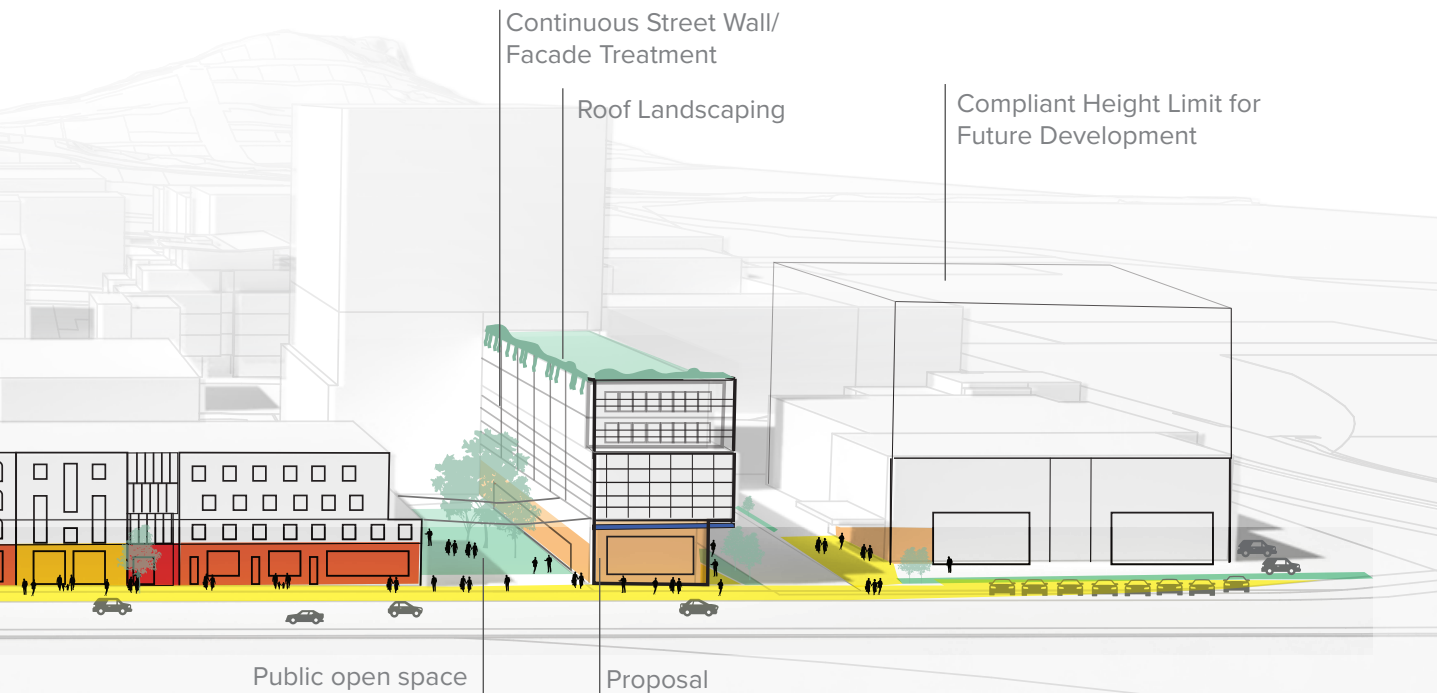 Continuous Street Wall/
Facade Treatment
Roof Landscaping
Compliant Height Limit for
Future Development
Public open space
Proposal